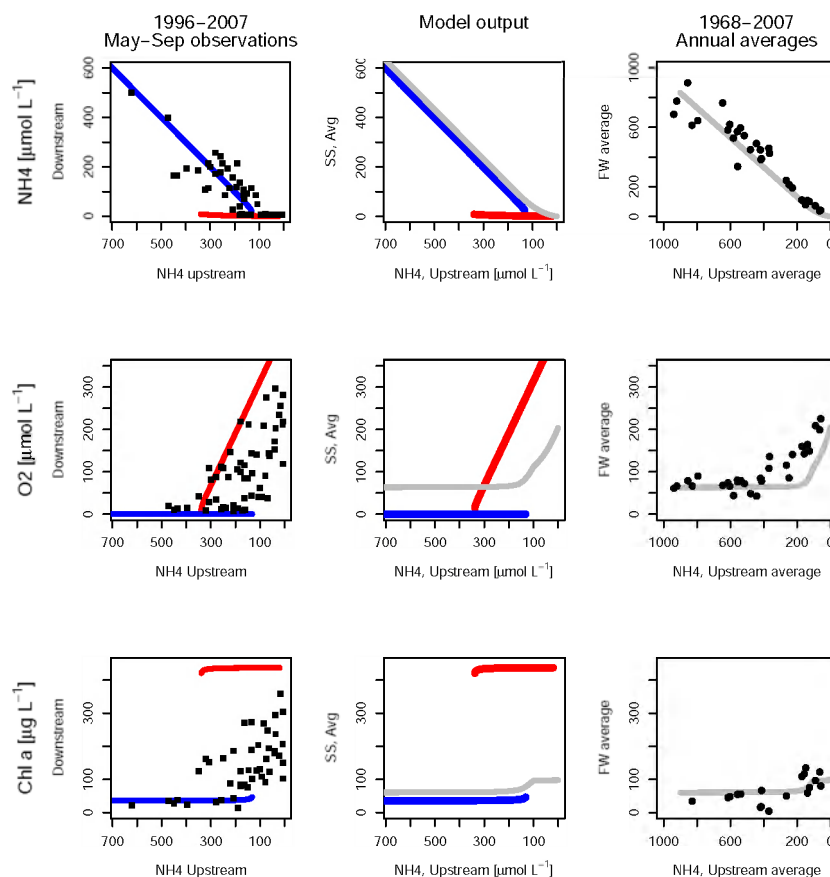 1996–2007
May–Sep observations
Model output
1968–2007
Annual averages
NH4 [μmol L⁻¹]
Downstream
0 200 400 600
700 500 300 100
NH4 upstream
SS, Avg
0 200 400 600
700 500 300 100
NH4, Upstream [μmol L⁻¹]
FW average
0 200 600 1000
1000 600 200 0
NH4, Upstream average
O2 [μmol L⁻¹]
Downstream
0 100 200 300
700 500 300 100
NH4 Upstream
SS, Avg
0 100 200 300
700 500 300 100
NH4, Upstream [μmol L⁻¹]
FW average
0 100 200 300
1000 600 200 0
NH4, Upstream average
Chl a [μg L⁻¹]
Downstream
0 100 300
700 500 300 100
NH4 Upstream
SS, Avg
0 100 300
700 500 300 100
NH4, Upstream [μmol L⁻¹]
FW average
0 100 300
1000 600 200 0
NH4, Upstream average